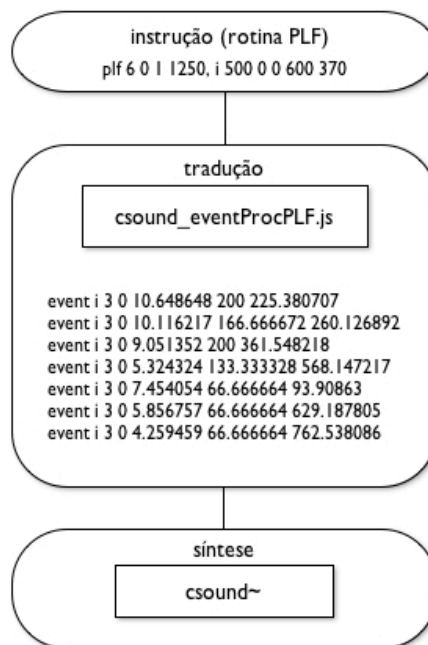 instrução (rotina PLF)
plf 6 0 1 1250, i 500 0 0 600 370
tradução
csound_eventProcPLF.js
event i 3 0 10.648648 200 225.380707
event i 3 0 10.116217 166.666672 260.126892
event i 3 0 9.051352 200 361.548218
event i 3 0 5.324324 133.333328 568.147217
event i 3 0 7.454054 66.666664 93.90863
event i 3 0 5.856757 66.666664 629.187805
event i 3 0 4.259459 66.666664 762.538086
síntese
csound~